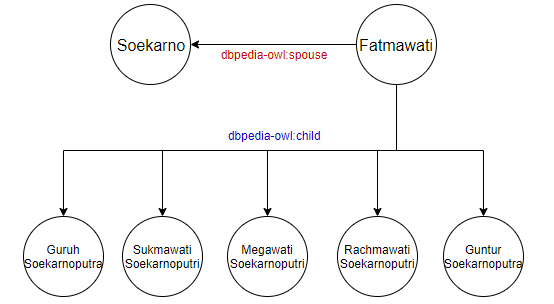 Soekarno
Fatmawati
dbpedia-owl:spouse
dbpedia-owl:child
Guruh
Soekarnoputra
Sukmawati
Soekarnoputri
Megawati
Soekarnoputri
Rachmawati
Soekarnoputri
Guntur
Soekarnoputra